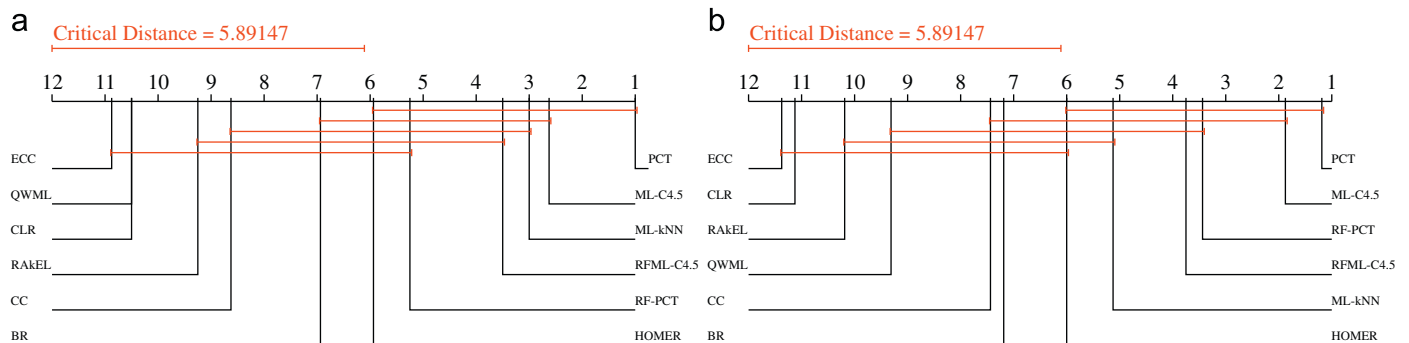 a
Critical Distance = 5.89147
12 11 10 9 8 7 6 5 4 3 2 1
ECC
QWML
CLR
RAkEL
CC
BR
PCT
ML-C4.5
ML-kNN
RFML-C4.5
RF-PCT
HOMER
b
Critical Distance = 5.89147
12 11 10 9 8 7 6 5 4 3 2 1
ECC
CLR
RAkEL
QWML
CC
BR
PCT
ML-C4.5
RF-PCT
RFML-C4.5
ML-kNN
HOMER